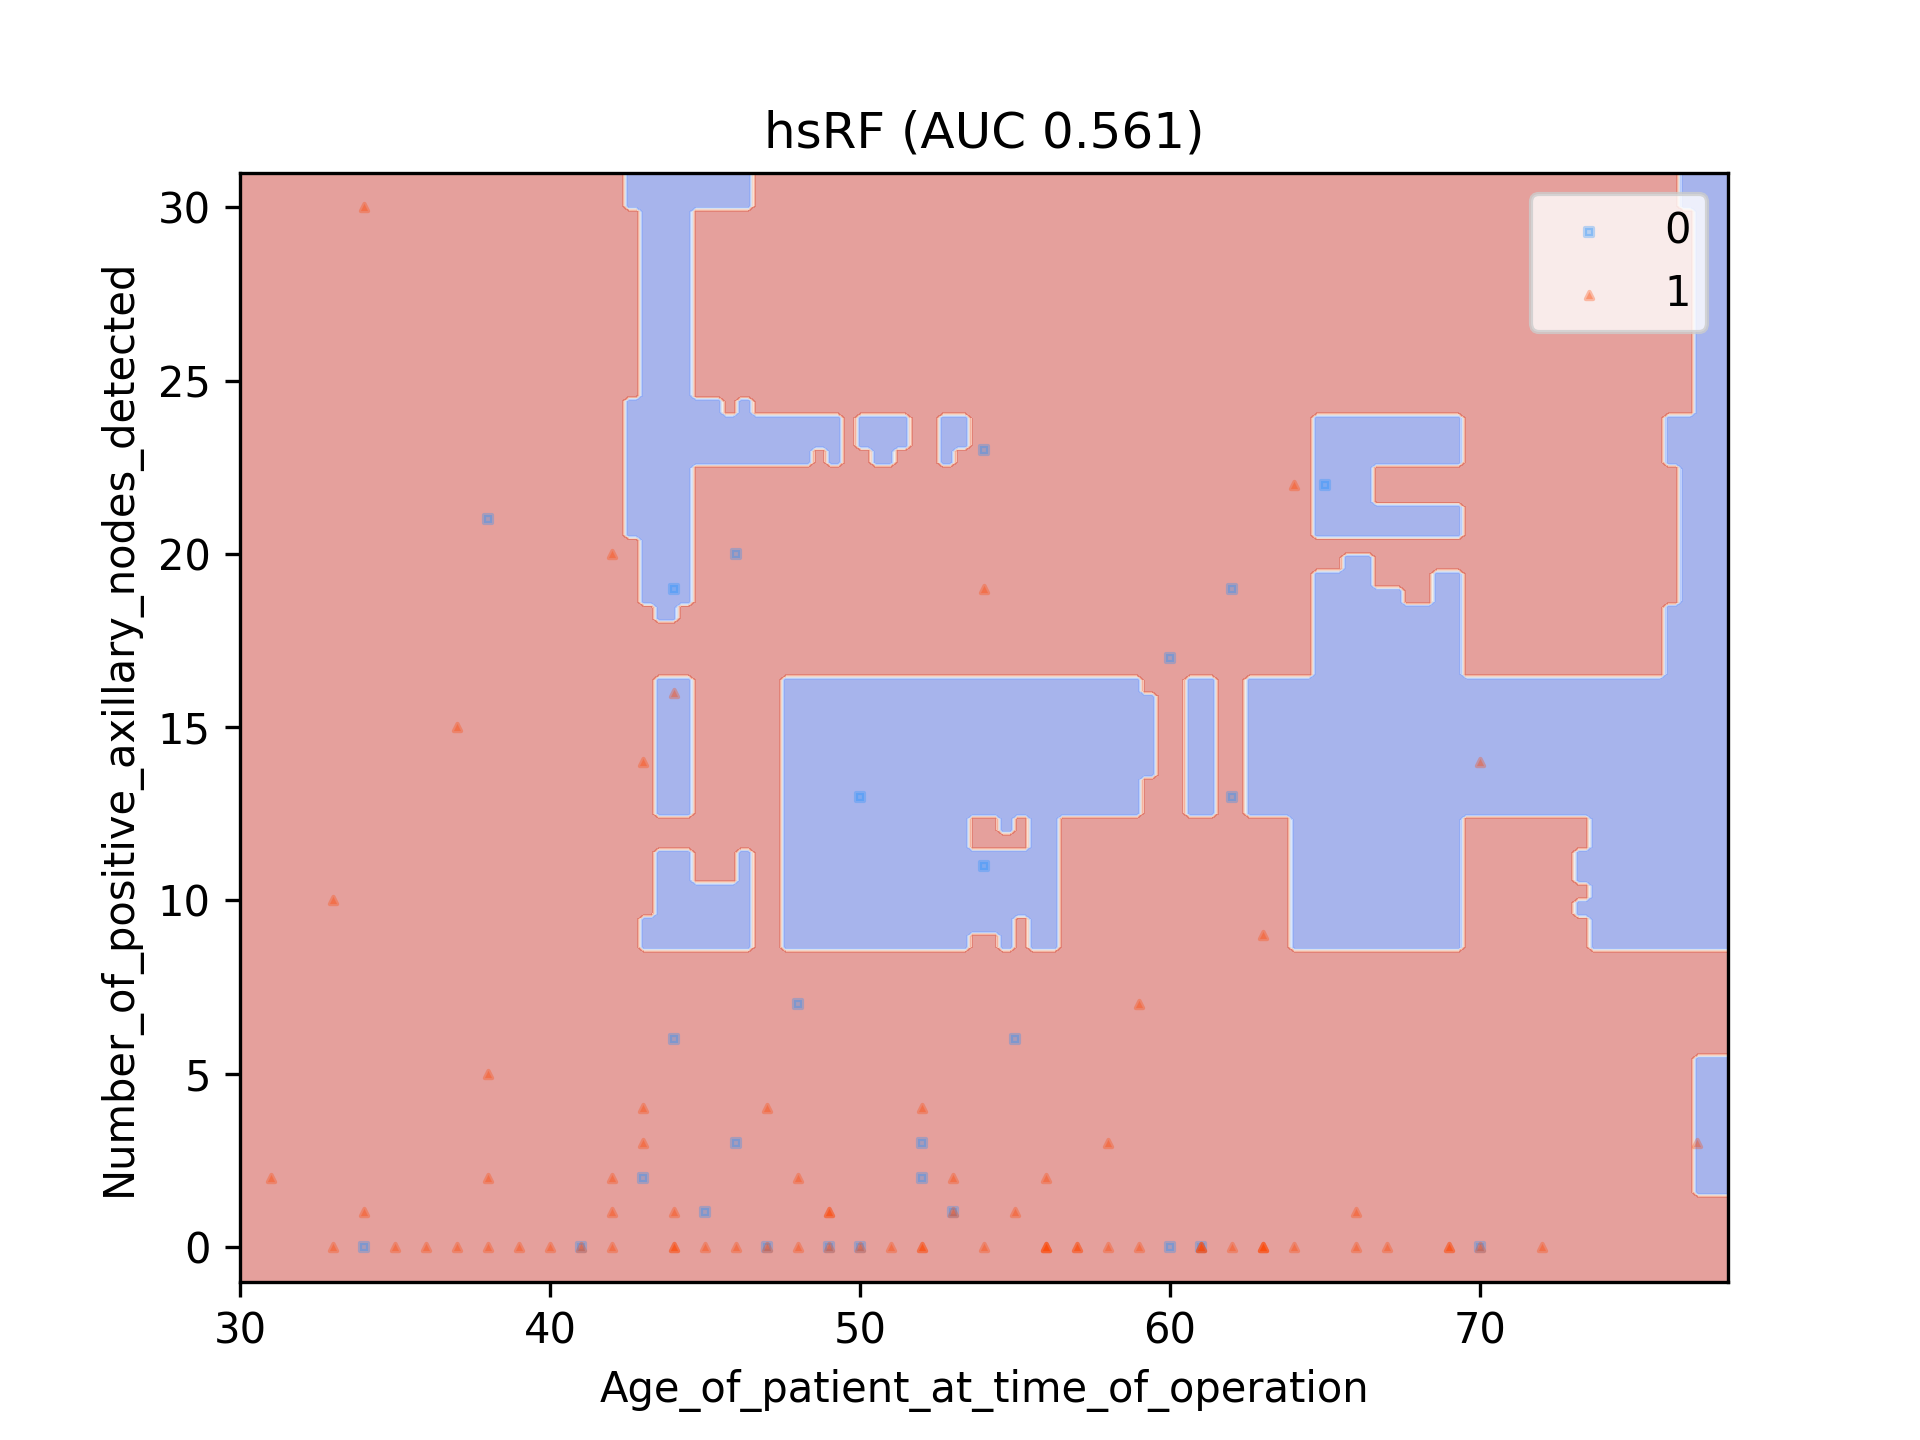 hsRF (AUC 0.561)
30
25
20
15
10
5
0
Number_of_positive_axillary_nodes_detected
0
1
30 40 50 60 70
Age_of_patient_at_time_of_operation